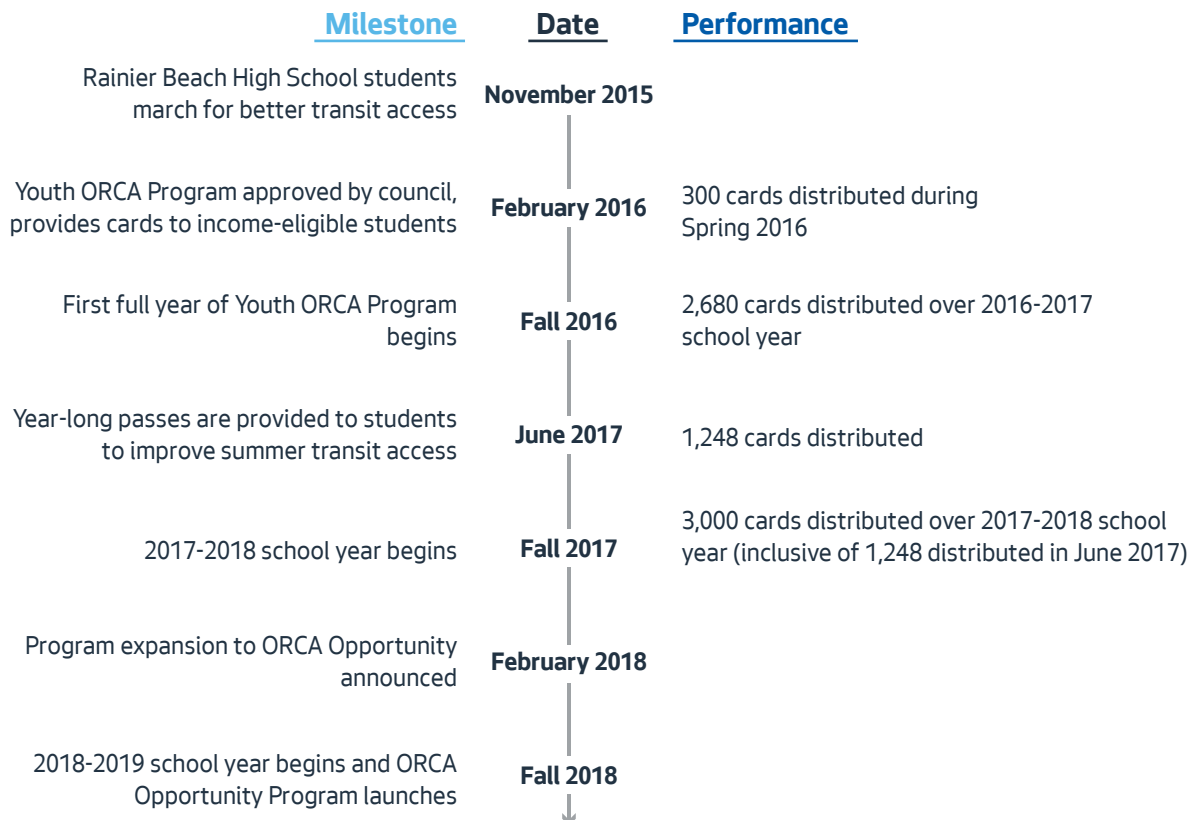 Milestone Date Performance
Rainier Beach High School students
march for better transit access
November 2015
Youth ORCA Program approved by council,
provides cards to income-eligible students
February 2016
300 cards distributed during
Spring 2016
First full year of Youth ORCA Program
begins
Fall 2016
2,680 cards distributed over 2016-2017
school year
Year-long passes are provided to students
to improve summer transit access
June 2017
1,248 cards distributed
2017-2018 school year begins
Fall 2017
3,000 cards distributed over 2017-2018 school
year (inclusive of 1,248 distributed in June 2017)
Program expansion to ORCA Opportunity
announced
February 2018
2018-2019 school year begins and ORCA
Opportunity Program launches
Fall 2018